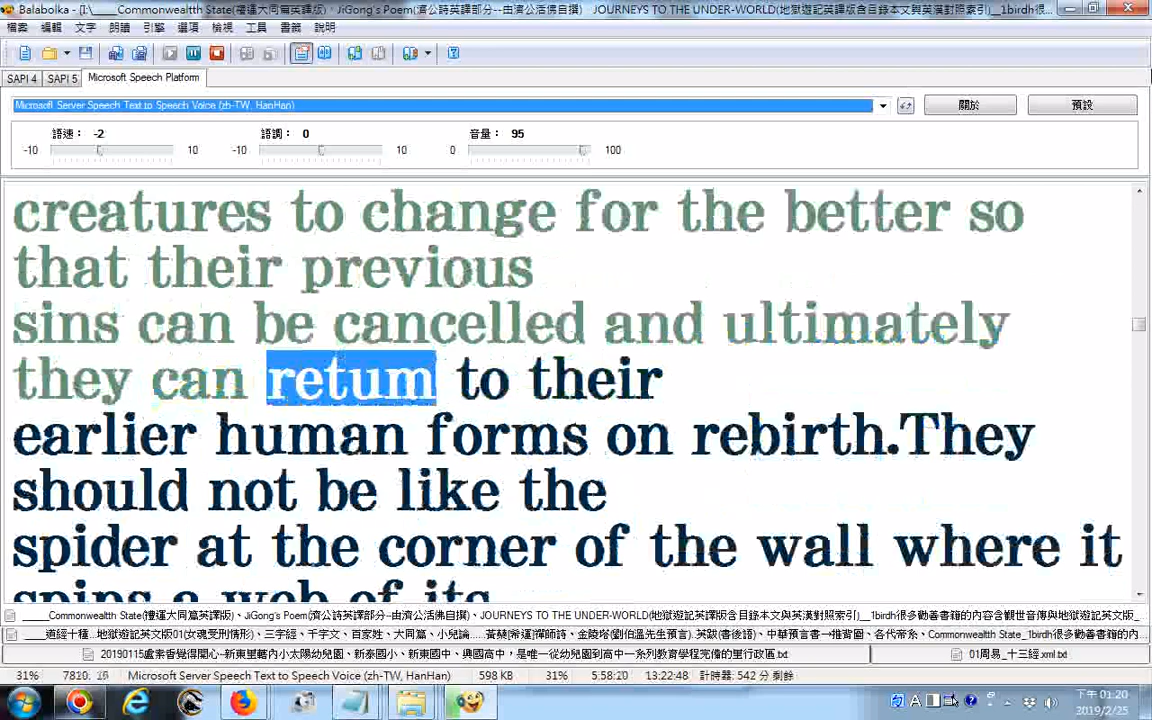 Balabolka - [I:\_____Commonwealtth State(禮運大同篇英譯版)、JiGong's Poem(濟公詩英譯部分--由濟公活佛自撰)    JOURNEYS TO THE UNDER-WORLD(地獄遊記英譯版含目錄本文與英漢對照索引)__1birdh很...
檔案 編輯 文字 朗讀 引擎 選項 檢視 工具 書籤 說明
SAPI 4 SAPI 5 Microsoft Speech Platform
Microsoft Server Speech Text to Speech Voice (zh-TW, HanHan) 關於 預設
語速： -2 語調： 0 音量： 95
-10 10 -10 10 0 100
creatures to change for the better so
that their previous
sins can be cancelled and ultimately
they can retum to their
earlier human forms on rebirth.They
should not be like the
spider at the corner of the wall where it
spins a web of its
_____Commonwealtth State(禮運大同篇英譯版)、JiGong's Poem(濟公詩英譯部分--由濟公活佛自撰)、JOURNEYS TO THE UNDER-WORLD(地獄遊記英譯版含目錄本文與英漢對照索引)__1birdh很多勸善書籍的內容含觀世音傳與地獄遊記英文版...
____道經十種...地獄遊記英文版01(女魂受刑情形)、三字經、千字文、百家姓、大同篇、小兒論.....黃蘗[希運]禪師詩、金陵塔(劉伯溫先生預言).英跋(書後語)、中華預言書一推背圖、各代帝系、Commonwealtth State_1birdh很多勸善書籍的內...
20190115處素皆覺得開心--新東里轄內小太陽幼兒園、新泰國小、新東國中、興國高中，是唯一從幼兒園到高中一系列教育學程完備的里行政區.txt 01周易_十三經.xml.txt
31% Microsoft Server Speech Text to Speech Voice (zh-TW, HanHan) 598 KB 31% 5:58:20 13:22:48 計時器: 542 分 剩餘
下午 01:20
2019/2/25